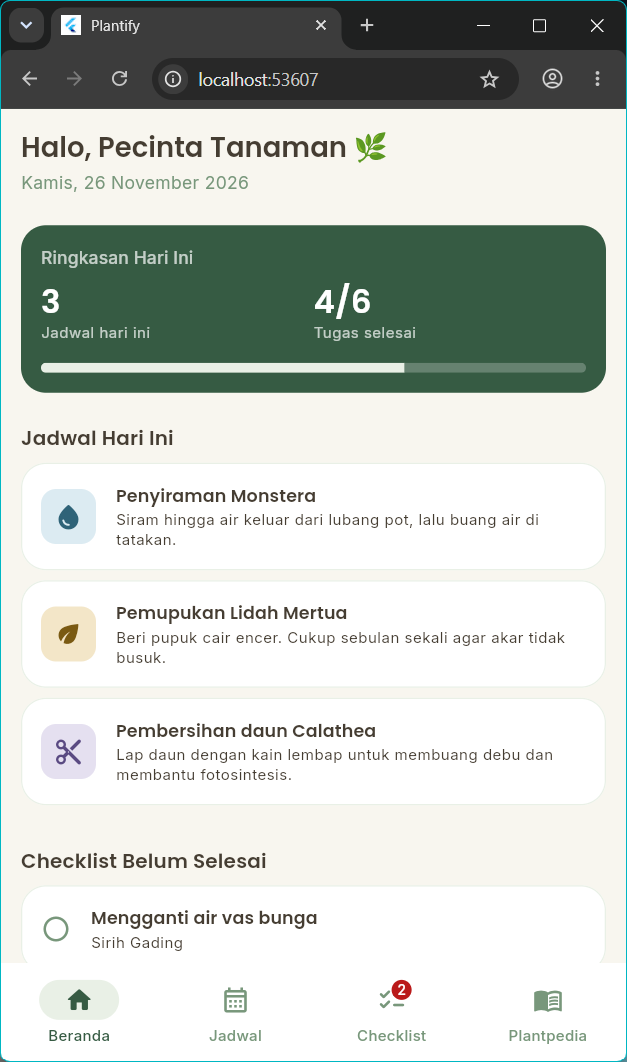 Plantify
localhost:53607
Halo, Pecinta Tanaman 🌿
Kamis, 26 November 2026
Ringkasan Hari Ini
3
Jadwal hari ini
4/6
Tugas selesai
Jadwal Hari Ini
Penyiraman Monstera
Siram hingga air keluar dari lubang pot, lalu buang air di
tatakan.
Pemupukan Lidah Mertua
Beri pupuk cair encer. Cukup sebulan sekali agar akar tidak
busuk.
Pembersihan daun Calathea
Lap daun dengan kain lembap untuk membuang debu dan
membantu fotosintesis.
Checklist Belum Selesai
Mengganti air vas bunga
Sirih Gading
2
Beranda
Jadwal
Checklist
Plantpedia